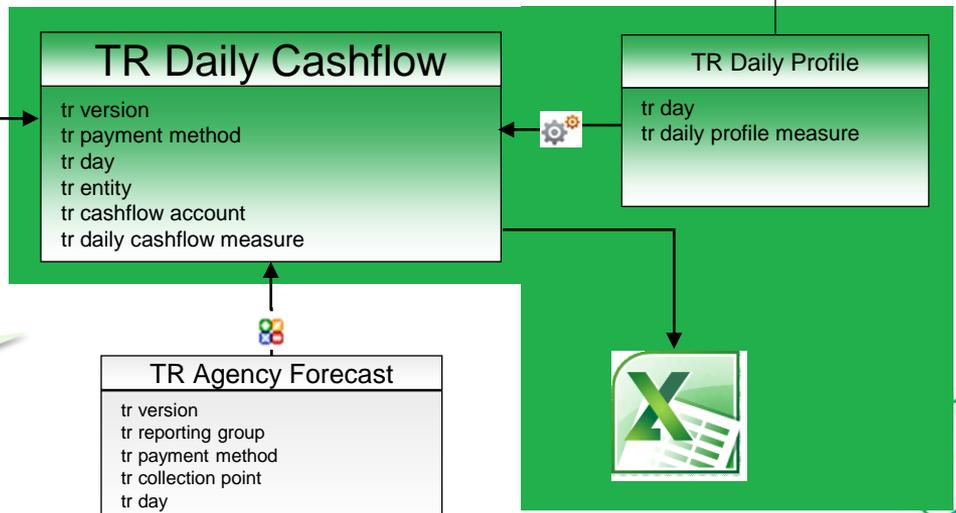 TR Daily Cashflow
tr version
tr payment method
tr day
tr entity
tr cashflow account
tr daily cashflow measure
TR Daily Profile
tr day
tr daily profile measure
TR Agency Forecast
tr version
tr reporting group
tr payment method
tr collection point
tr day